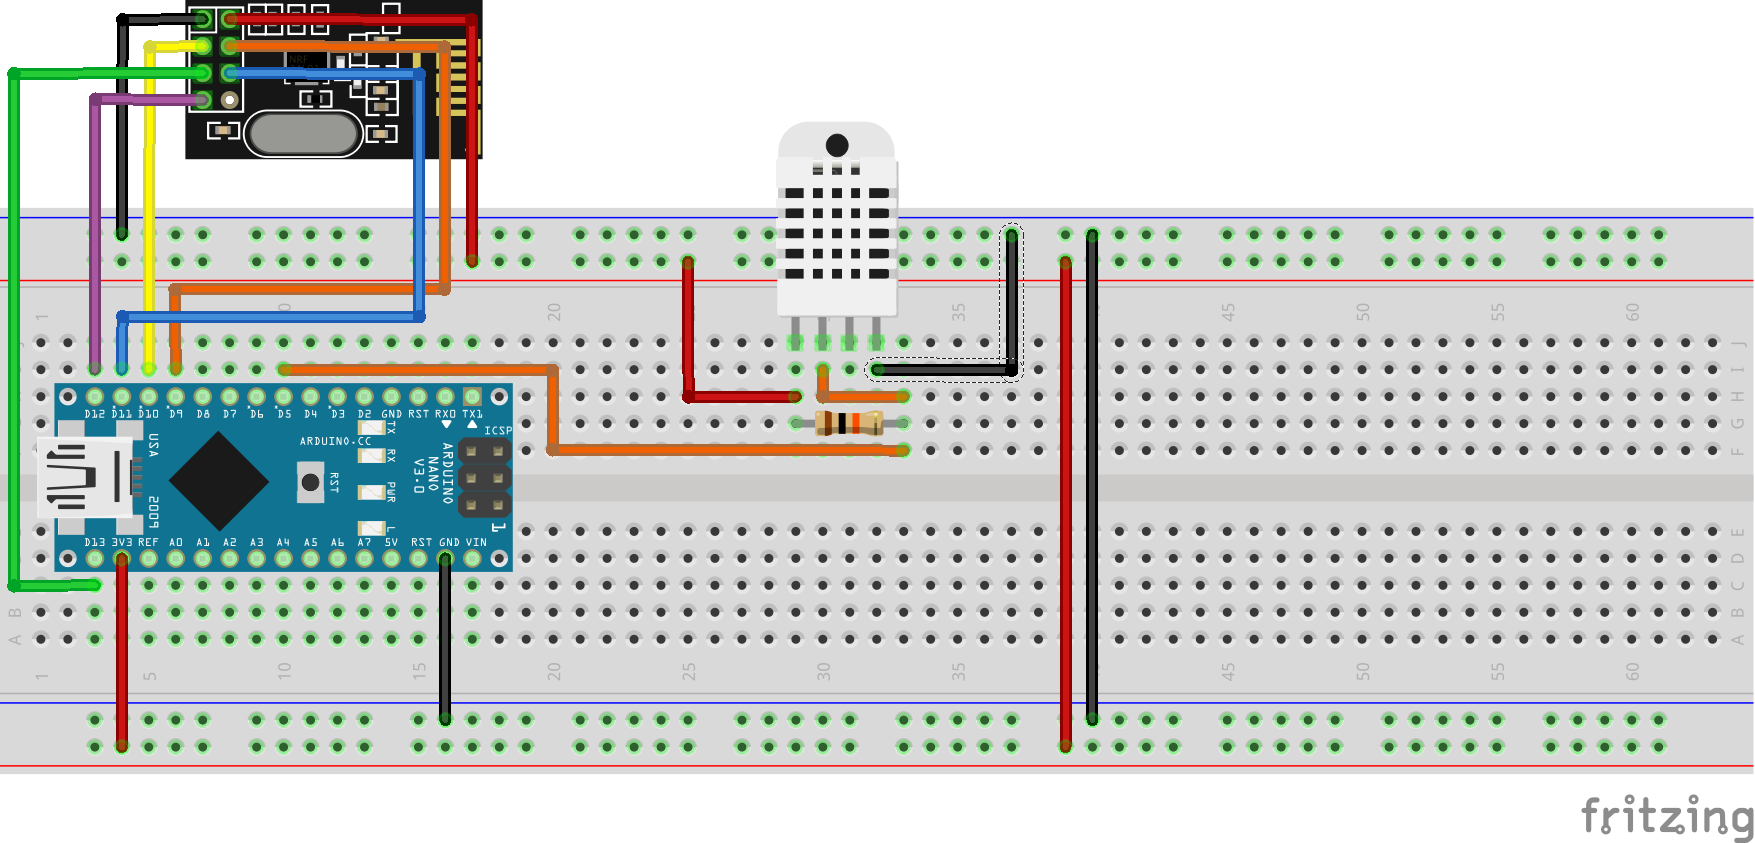 NRF
1 10 20 35 50 55 60
J
I
H
G
F
D12 D11 D10 D9 D8 D7 D6 D5 D4 D3 D2 GND RST RX0 TX1
ICSP
ARDUINO.CC
TX
RX
PWR
L
USA
2009
RST
ARDUINO
NANO
V3.0
1
D13 3V3 REF A0 A1 A2 A3 A4 A5 A6 A7 5V RST GND VIN
E
D
C
B B
A A
1 5 10 15 20 25 30 35 45 50 55 60
fritzing